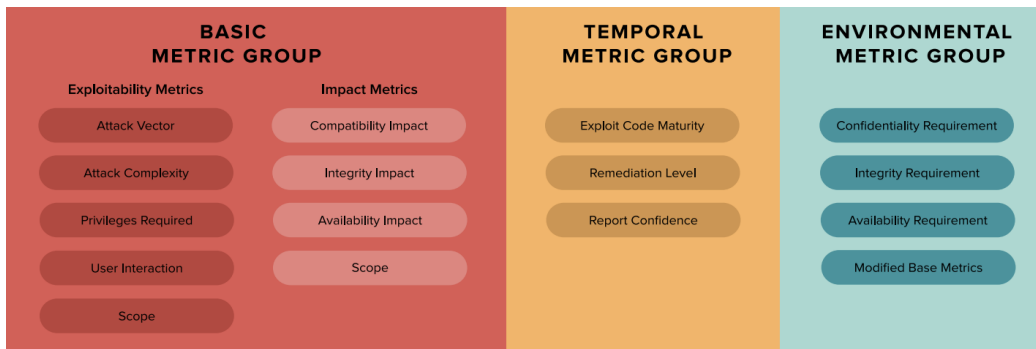 BASIC
METRIC GROUP
Exploitability Metrics
Attack Vector
Attack Complexity
Privileges Required
User Interaction
Scope
Impact Metrics
Compatibility Impact
Integrity Impact
Availability Impact
Scope
TEMPORAL
METRIC GROUP
Exploit Code Maturity
Remediation Level
Report Confidence
ENVIRONMENTAL
METRIC GROUP
Confidentiality Requirement
Integrity Requirement
Availability Requirement
Modified Base Metrics